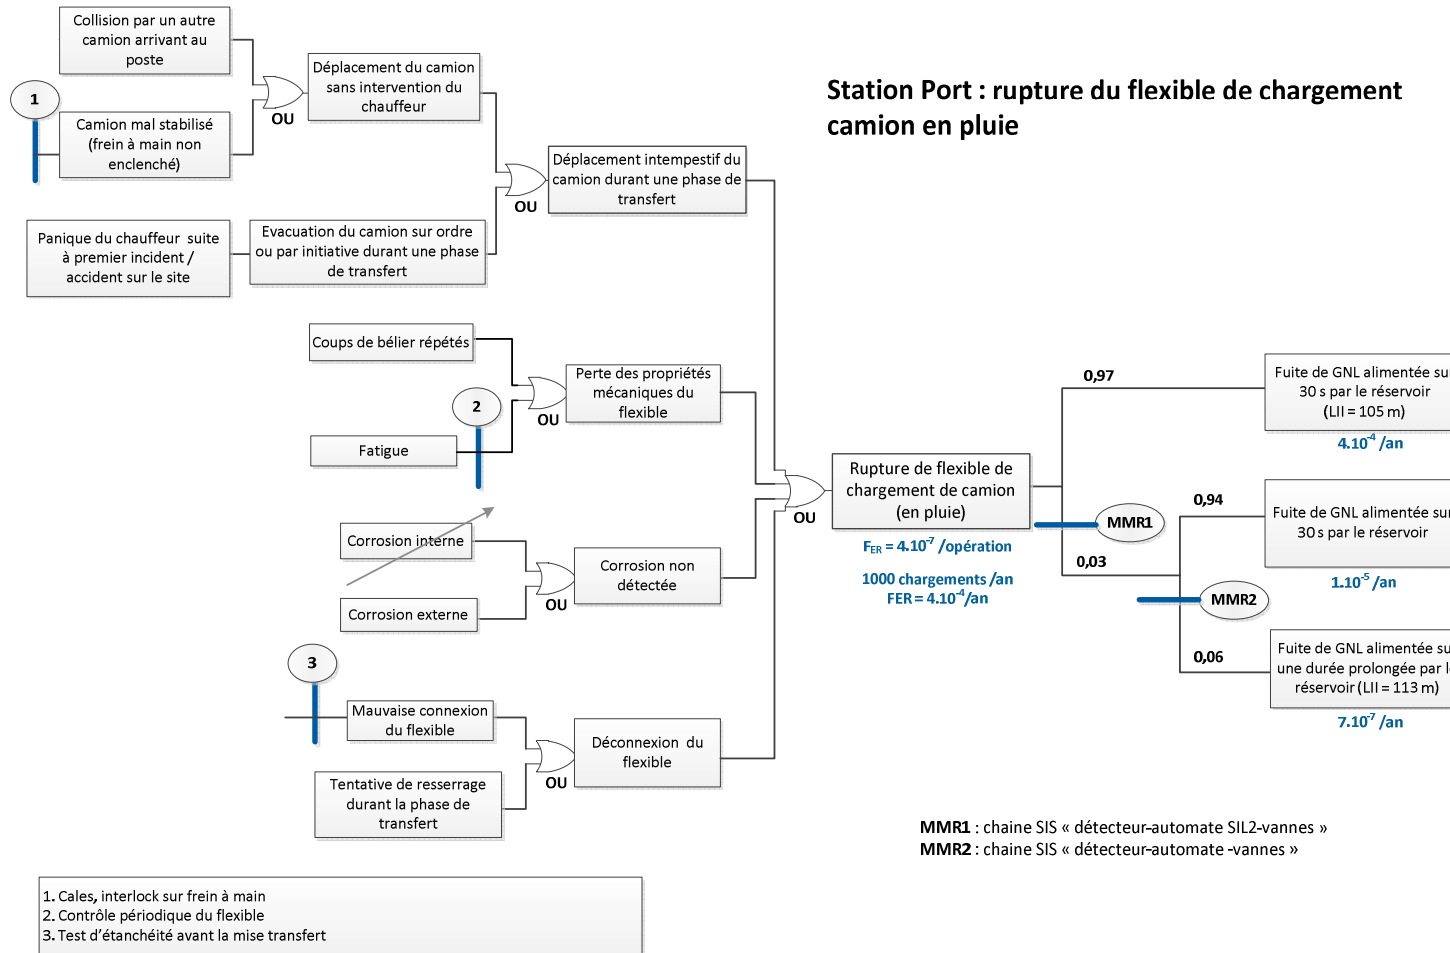 Station Port : rupture du flexible de chargement
camion en pluie
Collision par un autre
camion arrivant au
poste
1
Camion mal stabilisé
(frein à main non
enclenché)
OU
Déplacement du camion
sans intervention du
chauffeur
Panique du chauffeur suite
à premier incident /
accident sur le site
Evacuation du camion sur ordre
ou par initiative durant une phase
de transfert
OU
Déplacement intempestif du
camion durant une phase de
transfert
Coups de bélier répétés
2
Fatigue
OU
Perte des propriétés
mécaniques du
flexible
Corrosion interne
Corrosion externe
OU
Corrosion non
détectée
3
Mauvaise connexion
du flexible
Tentative de resserrage
durant la phase de
transfert
OU
Déconnexion du
flexible
OU
Rupture de flexible de
chargement de camion
(en pluie)
F_ER = 4.10⁻⁷ /opération
1000 chargements /an
FER = 4.10⁻⁴/an
0,97
Fuite de GNL alimentée sur
30 s par le réservoir
(LII = 105 m)
4.10⁻⁴ /an
MMR1
0,03
0,94
Fuite de GNL alimentée sur
30 s par le réservoir
1.10⁻⁵ /an
MMR2
0,06
Fuite de GNL alimentée su
une durée prolongée par le
réservoir (LII = 113 m)
7.10⁻⁷ /an
MMR1 : chaine SIS « détecteur-automate SIL2-vannes »
MMR2 : chaine SIS « détecteur-automate -vannes »
1. Cales, interlock sur frein à main
2. Contrôle périodique du flexible
3. Test d'étanchéité avant la mise transfert